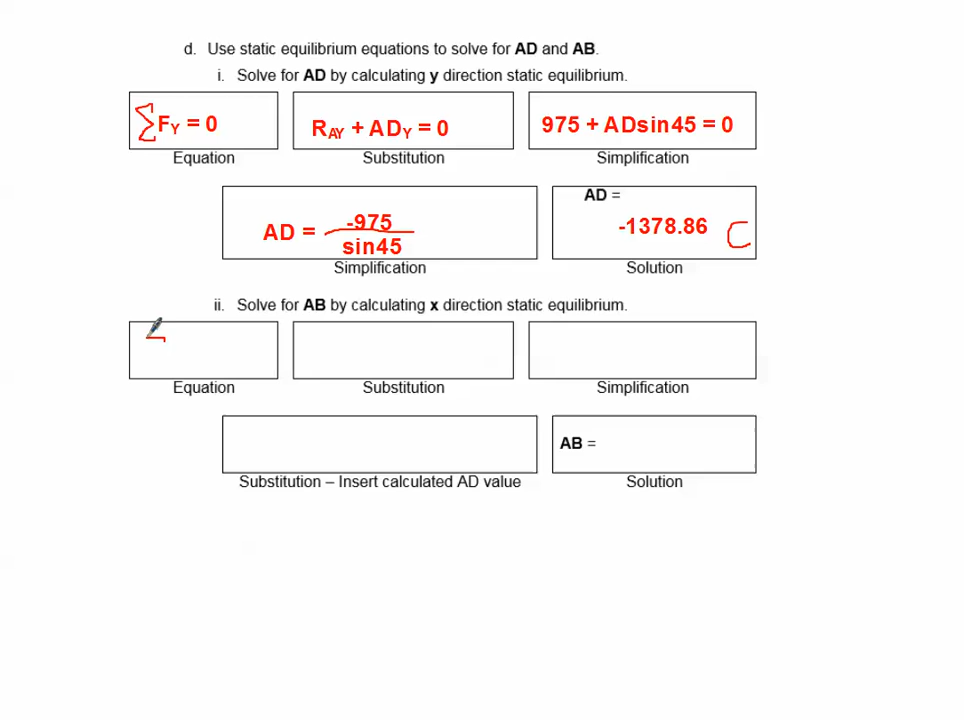 d. Use static equilibrium equations to solve for AD and AB.
i. Solve for AD by calculating y direction static equilibrium.
∑FY = 0
RAY + ADY = 0
975 + ADsin45 = 0
Equation
Substitution
Simplification
AD = -975
sin45
AD =
-1378.86 C
Simplification
Solution
ii. Solve for AB by calculating x direction static equilibrium.
Equation
Substitution
Simplification
AB =
Substitution – Insert calculated AD value
Solution